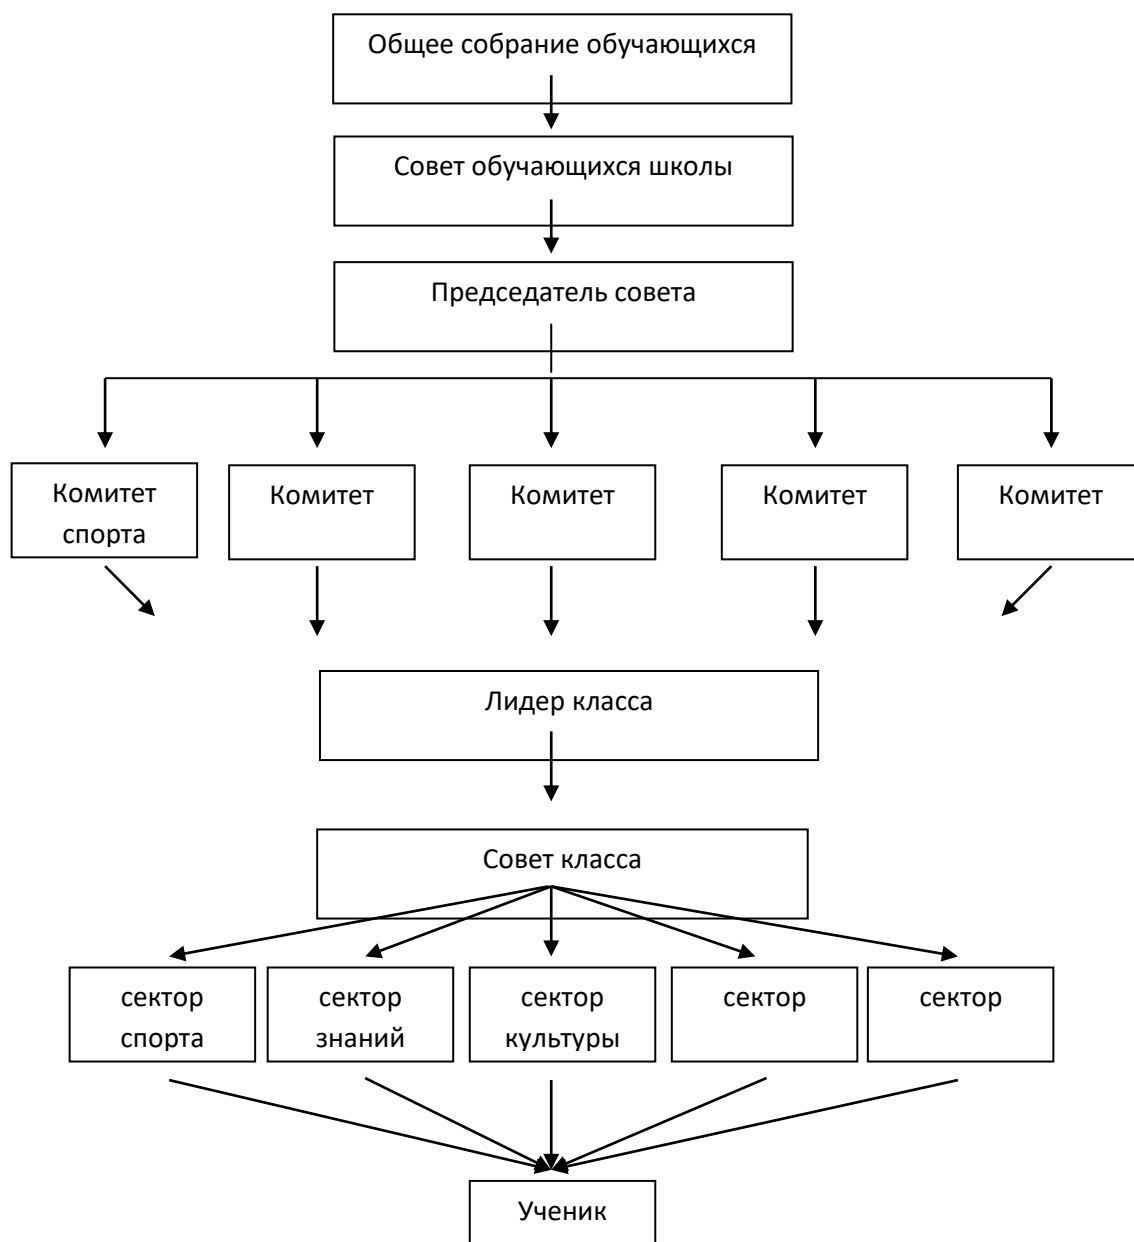 Общее собрание обучающихся
Совет обучающихся школы
Председатель совета
Комитет
спорта
Комитет
Комитет
Комитет
Комитет
Лидер класса
Совет класса
сектор
спорта
сектор
знаний
сектор
культуры
сектор
сектор
Ученик